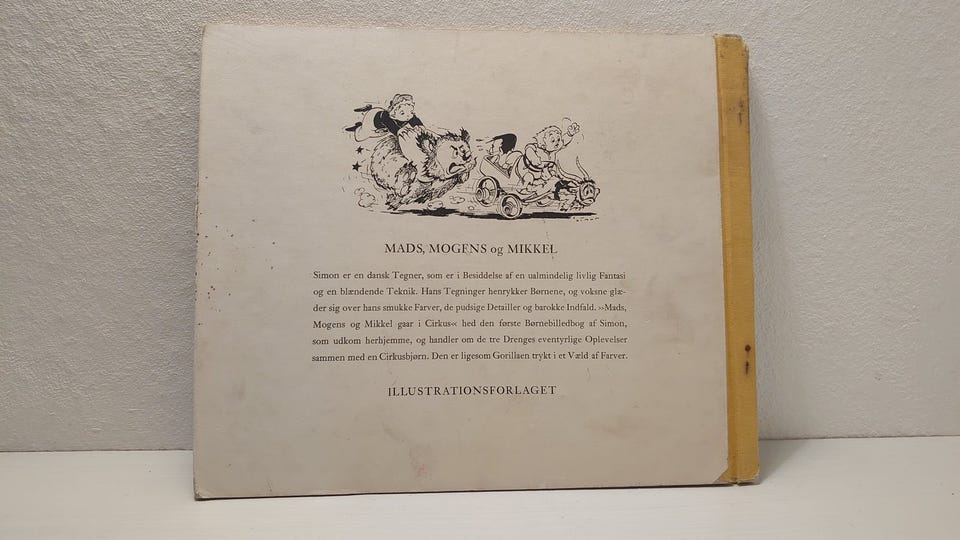 MADS, MOGENS og MIKKEL
Simon er en dansk Tegner, som er i Besiddelse af en ualmindelig livlig Fantasi
og en blændende Teknik. Hans Tegninger henrykker Børnene, og voksne glæ-
der sig over hans smukke Farver, de pudsige Detailler og barokke Indfald. »Mads,
Mogens og Mikkel gaar i Cirkus« hed den første Børnebilledbog af Simon,
som udkom herhjemme, og handler om de tre Drenges eventyrlige Oplevelser
sammen med en Cirkusbjørn. Den er ligesom Gorillaen trykt i et Væld af Farver.
ILLUSTRATIONSFORLAGET